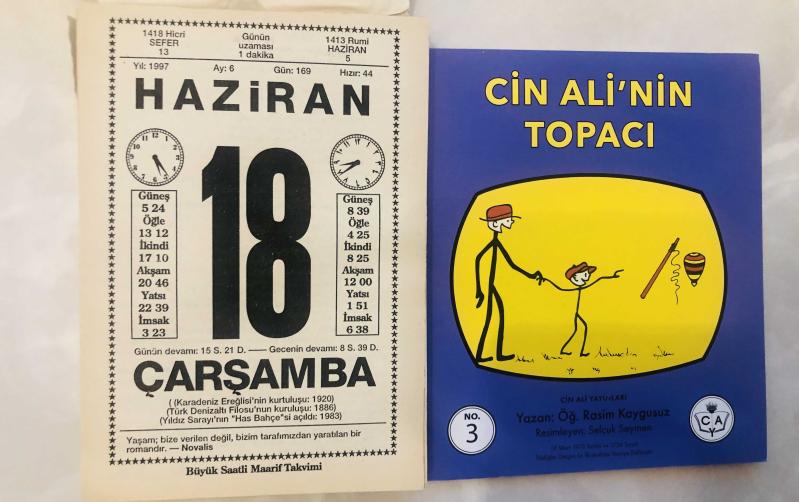 1418 Hicri
SEFER
13
Günün
uzaması
1 dakika
1413 Rumi
HAZİRAN
5
Yıl: 1997 Ay: 6 Gün: 169 Hızır: 44
HAZiRAN
18
Güneş
5 24
Öğle
13 12
İkindi
17 10
Akşam
20 46
Yatsı
22 39
İmsak
3 23
Güneş
8 39
Öğle
4 25
İkindi
8 25
Akşam
12 00
Yatsı
1 51
İmsak
6 38
Günün devamı: 15 S. 21 D. — Gecenin devamı: 8 S. 39 D.
ÇARŞAMBA
( (Karadeniz Ereğlisi'nin kurtuluşu: 1920)
(Türk Denizaltı Filosu'nun kuruluşu: 1886)
(Yıldız Sarayı'nın "Has Bahçe"si açıldı: 1983)
Yaşam; bize verilen değil, bizim tarafımızdan yaratılan bir
romandır. — Novalis
Büyük Saatli Maarif Takvimi
CİN ALİ'NİN
TOPACI
CİN ALİ YAYINLARI
NO.
3
Yazan: Öğ. Rasim Kaygusuz
Resimleyen: Selçuk Seymen
C A
Y